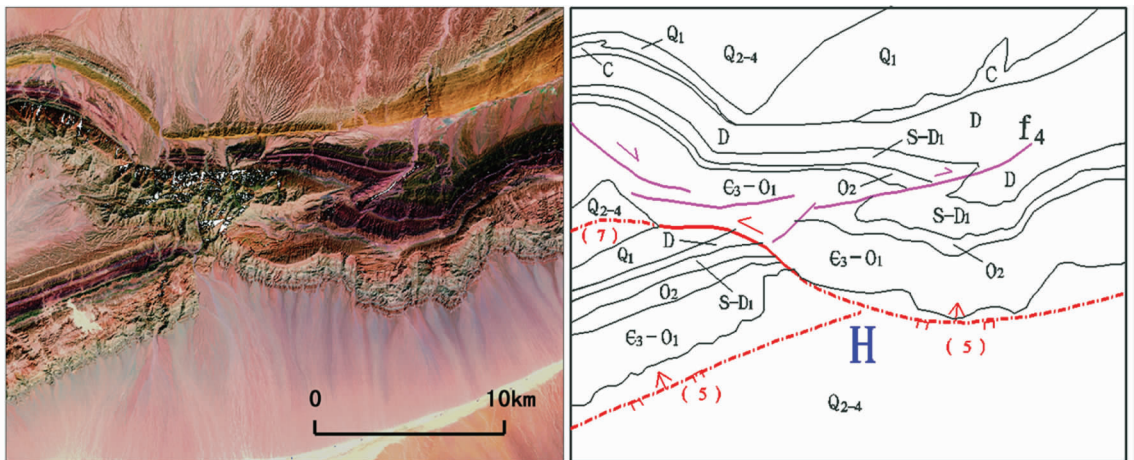 0 10km
Q₁
Q₂₋₄
Q₁
C
C
D
S-D₁
D
f₄
O₂
D
Є₃-O₁
Q₂₋₄
(7)
S-D₁
D
Q₁
Є₃-O₁
O₂
O₂
S-D₁
Є₃-O₁
H
(5)
(5)
Q₂₋₄